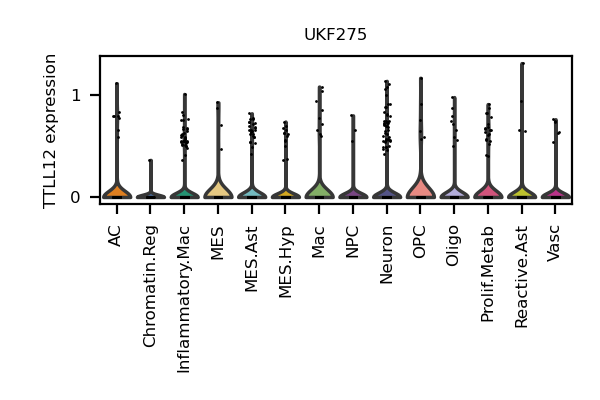 UKF275
TTLL12 expression
1
0
AC
Chromatin.Reg
Inflammatory.Mac
MES
MES.Ast
MES.Hyp
Mac
NPC
Neuron
OPC
Oligo
Prolif.Metab
Reactive.Ast
Vasc